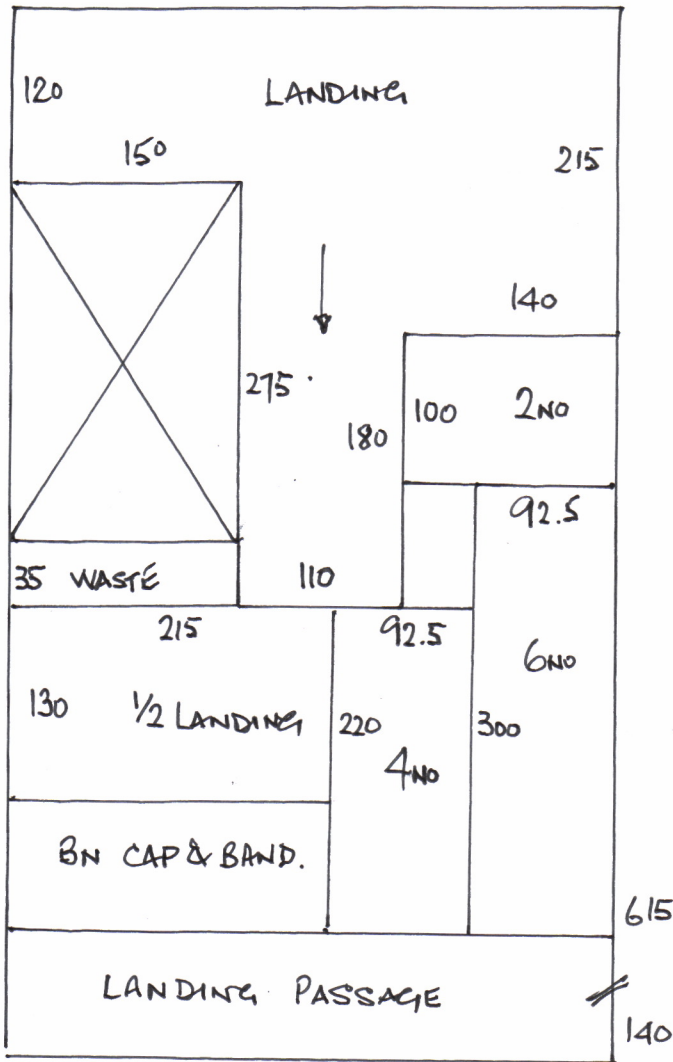 120
LANDING
150
215
140
275
180
100
2NO
92.5
35 WASTE
110
215
92.5
6NO
130
1/2 LANDING
220
300
4NO
BN CAP & BAND.
615
LANDING PASSAGE
140